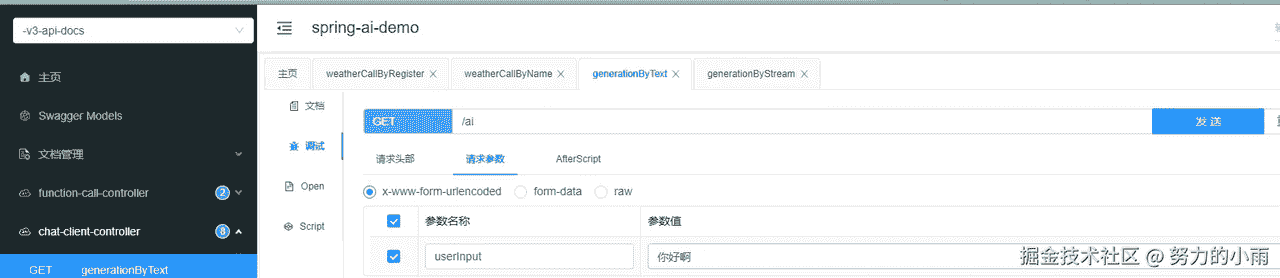 -v3-api-docs
spring-ai-demo
主页
Swagger Models
文档管理
function-call-controller
2
chat-client-controller
8
GET generationByText
主页
weatherCallByRegister
weatherCallByName
generationByText
generationByStream
文档
调试
Open
Script
GET
/ai
发 送
请求头部
请求参数
AfterScript
x-www-form-urlencoded
form-data
raw
参数名称
参数值
userInput
你好啊
掘金技术社区 @ 努力的小雨